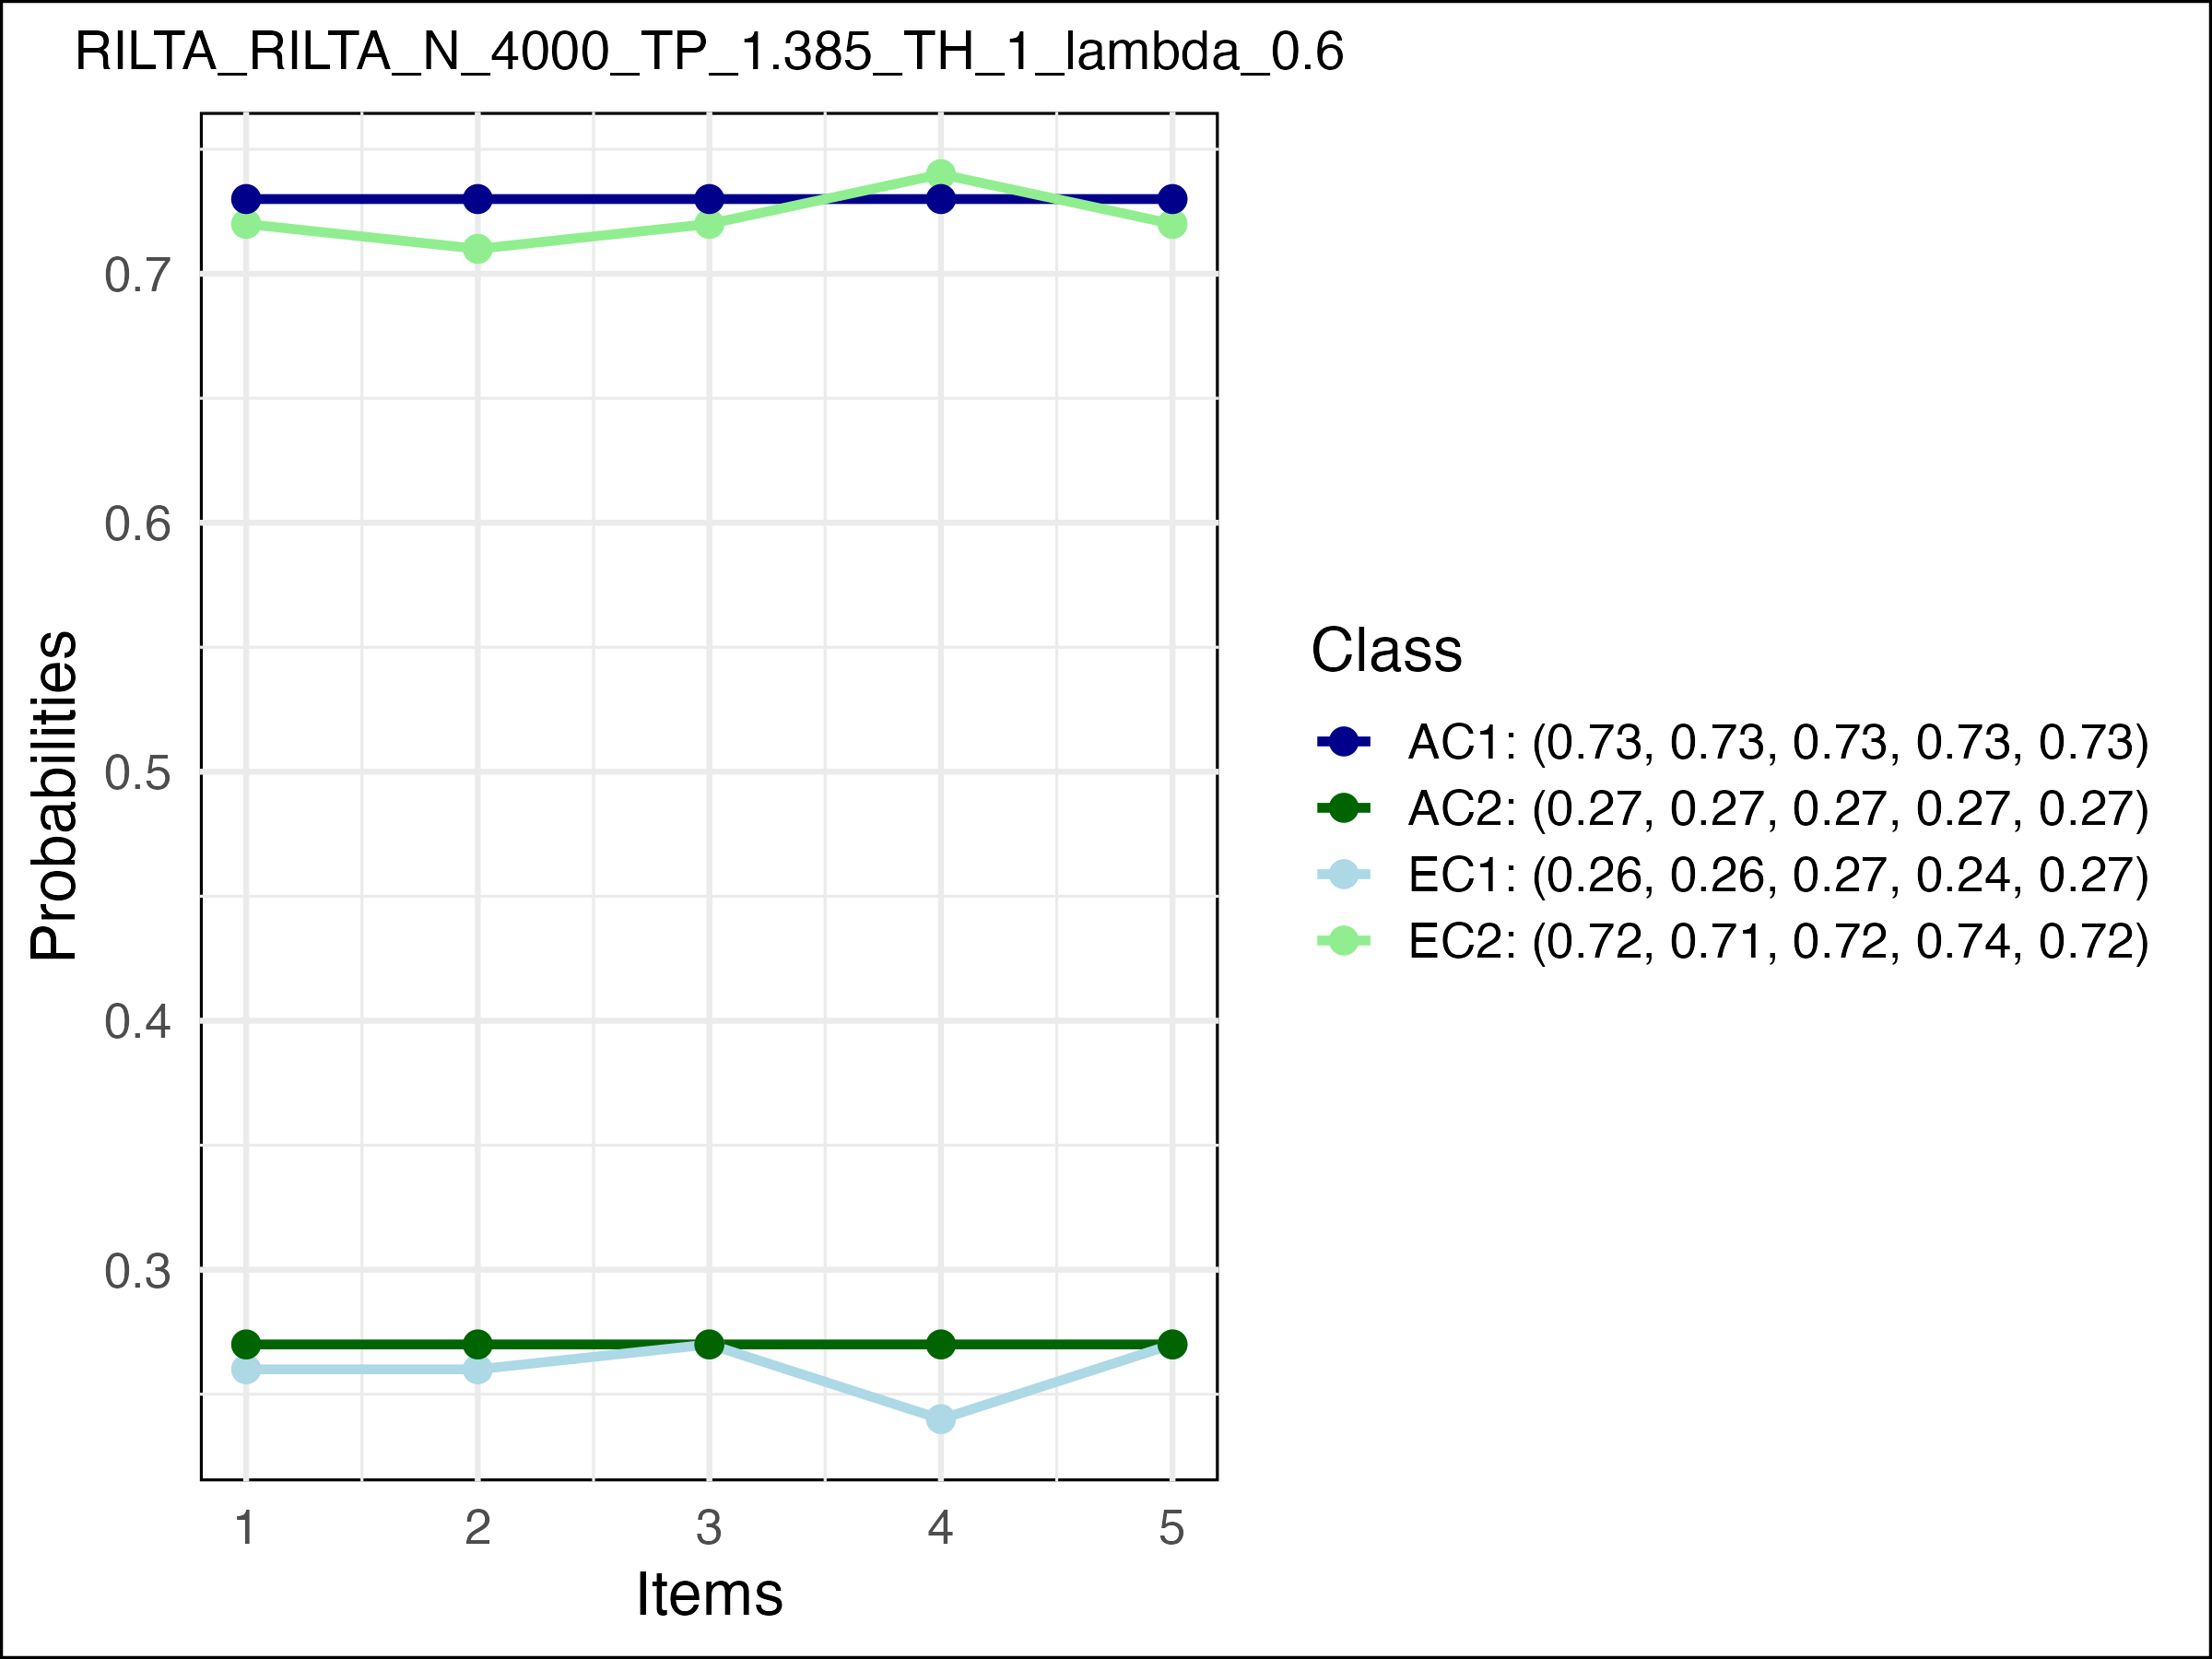 RILTA_RILTA_N_4000_TP_1.385_TH_1_lambda_0.6
0.7
0.6
0.5
0.4
0.3
Probabilities
1 2 3 4 5
Items
Class
AC1: (0.73, 0.73, 0.73, 0.73, 0.73)
AC2: (0.27, 0.27, 0.27, 0.27, 0.27)
EC1: (0.26, 0.26, 0.27, 0.24, 0.27)
EC2: (0.72, 0.71, 0.72, 0.74, 0.72)